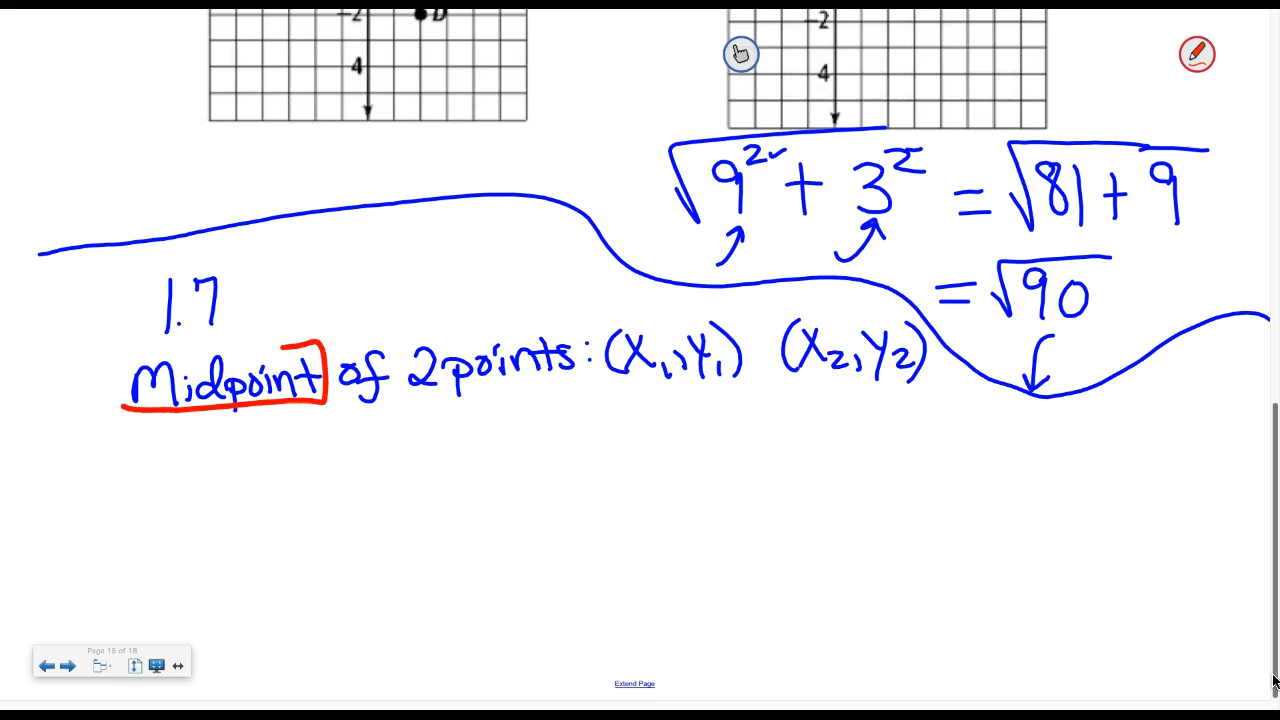 -2 D
4
-2
4
√9² + 3² = √81 + 9
= √90
1.7
Midpoint of 2 points: (X₁, Y₁) (X₂, Y₂)
Page 15 of 18
Extend Page